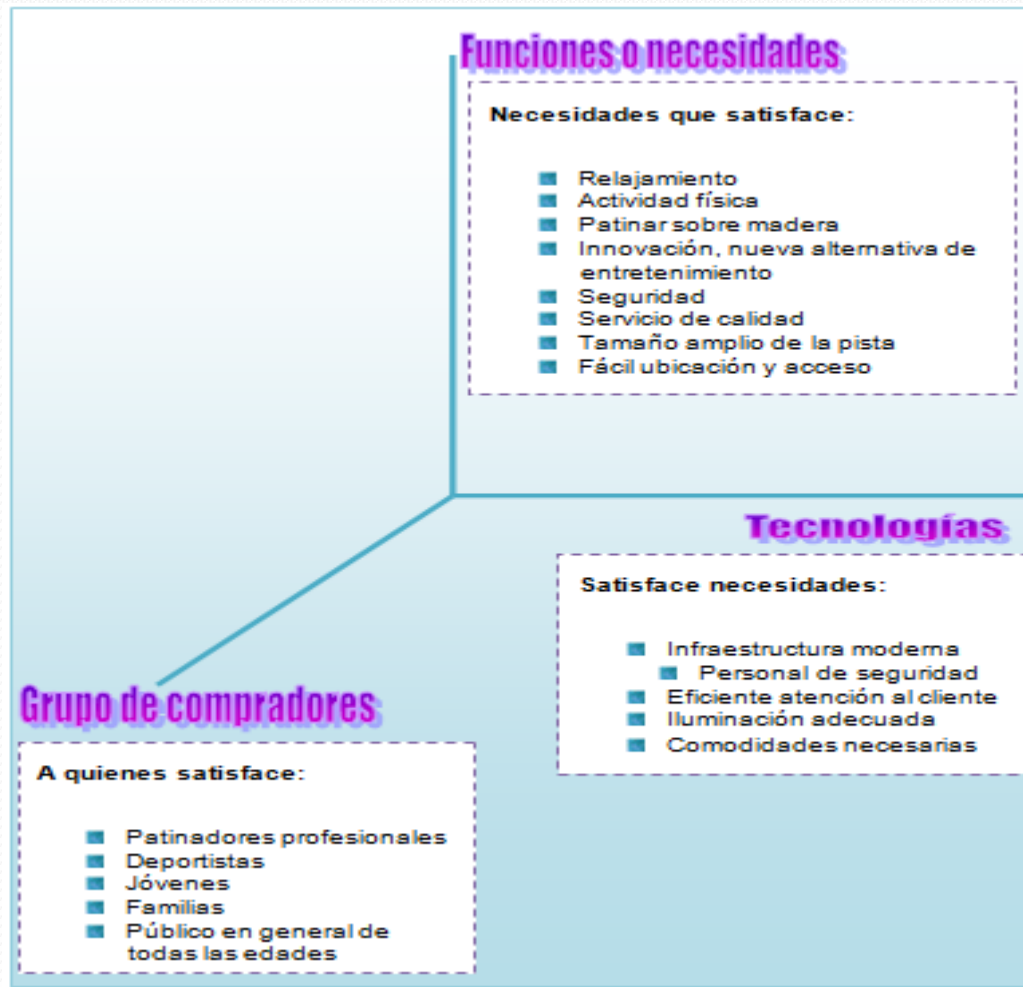 Funciones o necesidades
Necesidades que satisface:
Relajamiento
Actividad física
Patinar sobre madera
Innovación, nueva alternativa de
entretenimiento
Seguridad
Servicio de calidad
Tamaño amplio de la pista
Fácil ubicación y acceso
Tecnologías
Satisface necesidades:
Infraestructura moderna
Personal de seguridad
Eficiente atención al cliente
Iluminación adecuada
Comodidades necesarias
Grupo de compradores
A quienes satisface:
Patinadores profesionales
Deportistas
Jóvenes
Familias
Público en general de
todas las edades